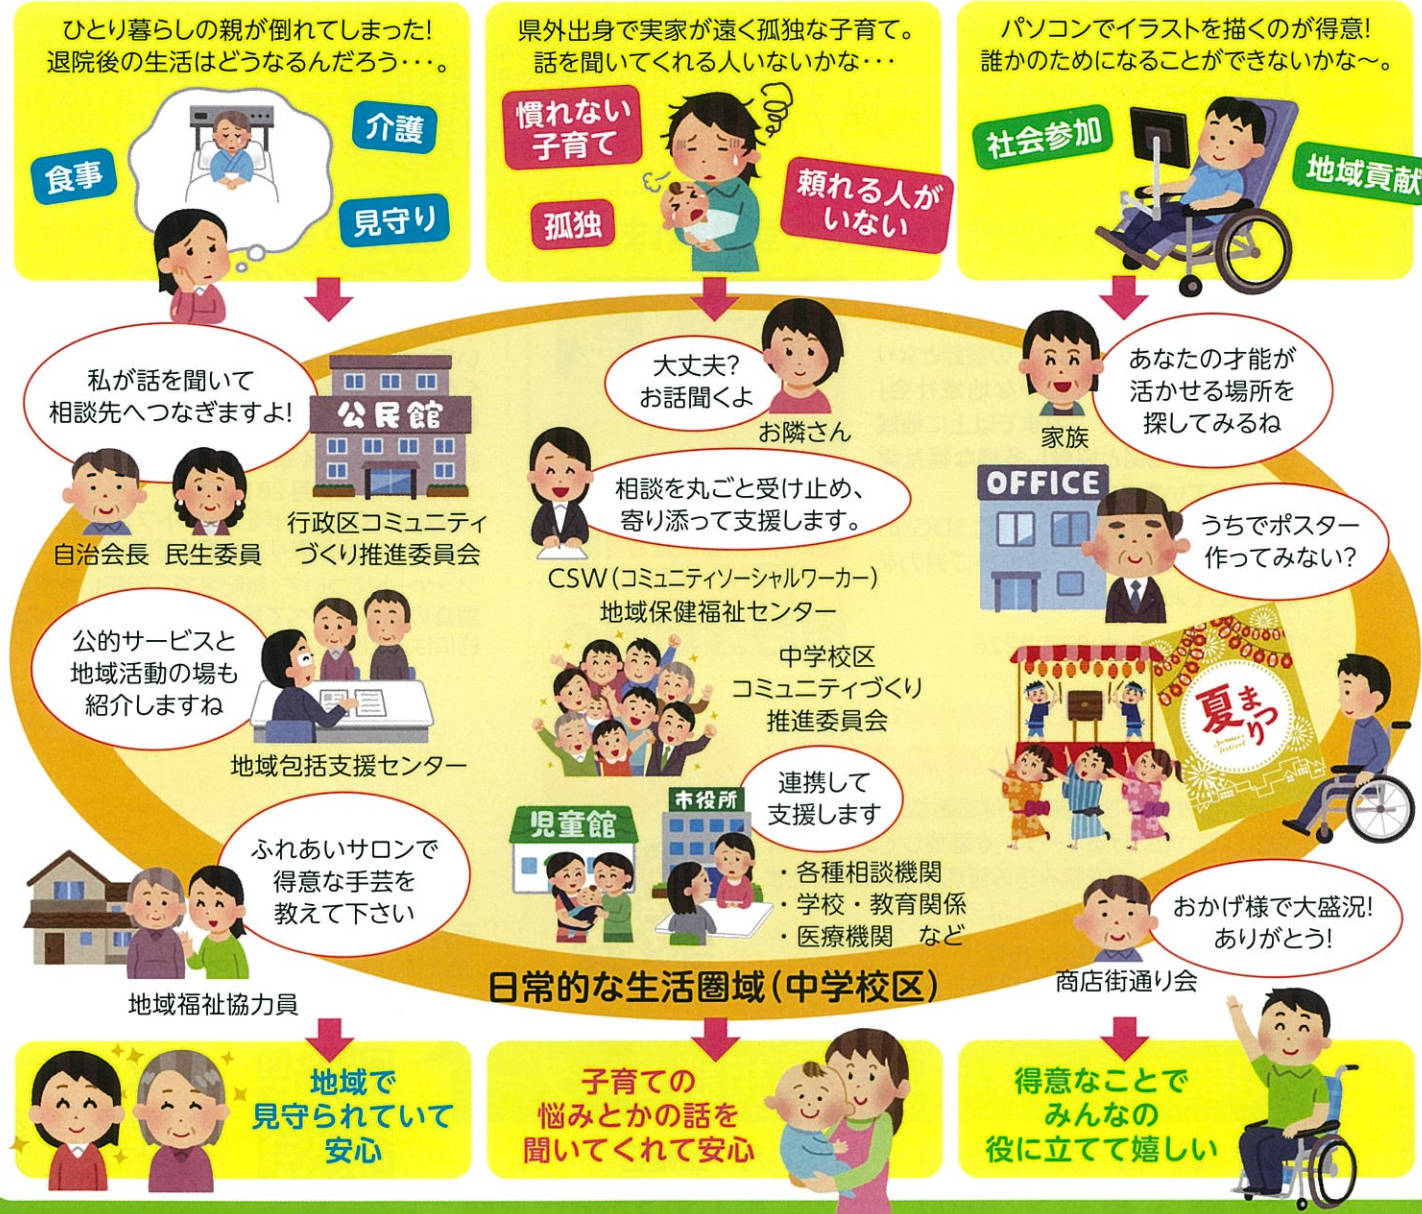 ひとり暮らしの親が倒れてしまった!
退院後の生活はどうなるんだろう・・・。
食事
介護
見守り
県外出身で実家が遠く孤独な子育て。
話を聞いてくれる人いないかな・・・
慣れない
子育て
孤独
頼れる人が
いない
パソコンでイラストを描くのが得意!
誰かのためになることができないかな〜。
社会参加
地域貢献
私が話を聞いて
相談先へつなぎますよ!
自治会長
民生委員
公民館
行政区コミュニティ
づくり推進委員会
公的サービスと
地域活動の場も
紹介しますね
地域包括支援センター
ふれあいサロンで
得意な手芸を
教えて下さい
地域福祉協力員
大丈夫?
お話聞くよ
お隣さん
相談を丸ごと受け止め、
寄り添って支援します。
CSW(コミュニティソーシャルワーカー)
地域保健福祉センター
中学校区
コミュニティづくり
推進委員会
児童館
市役所
連携して
支援します
・各種相談機関
・学校・教育関係
・医療機関 など
家族
あなたの才能が
活かせる場所を
探してみるね
OFFICE
うちでポスター
作ってみない?
夏まつり
Summer
festival
商店街通り会
おかげ様で大盛況!
ありがとう!
日常的な生活圏域(中学校区)
地域で
見守られていて
安心
子育ての
悩みとかの話を
聞いてくれて安心
得意なことで
みんなの
役に立てて嬉しい